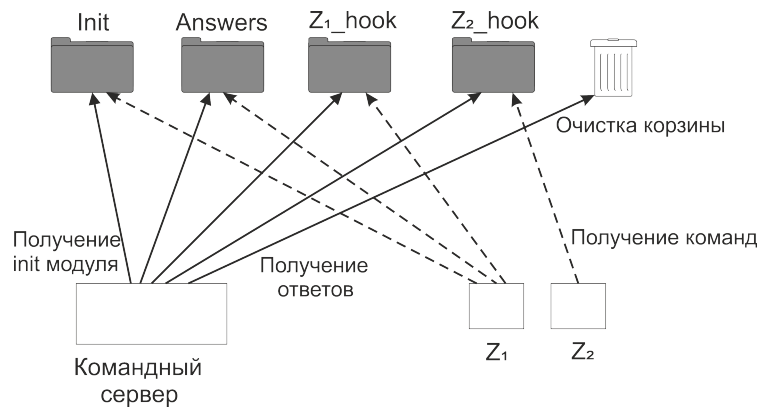 Init
Answers
Z₁_hook
Z₂_hook
Очистка корзины
Получение
init модуля
Получение
ответов
Получение команд
Командный
сервер
Z₁
Z₂